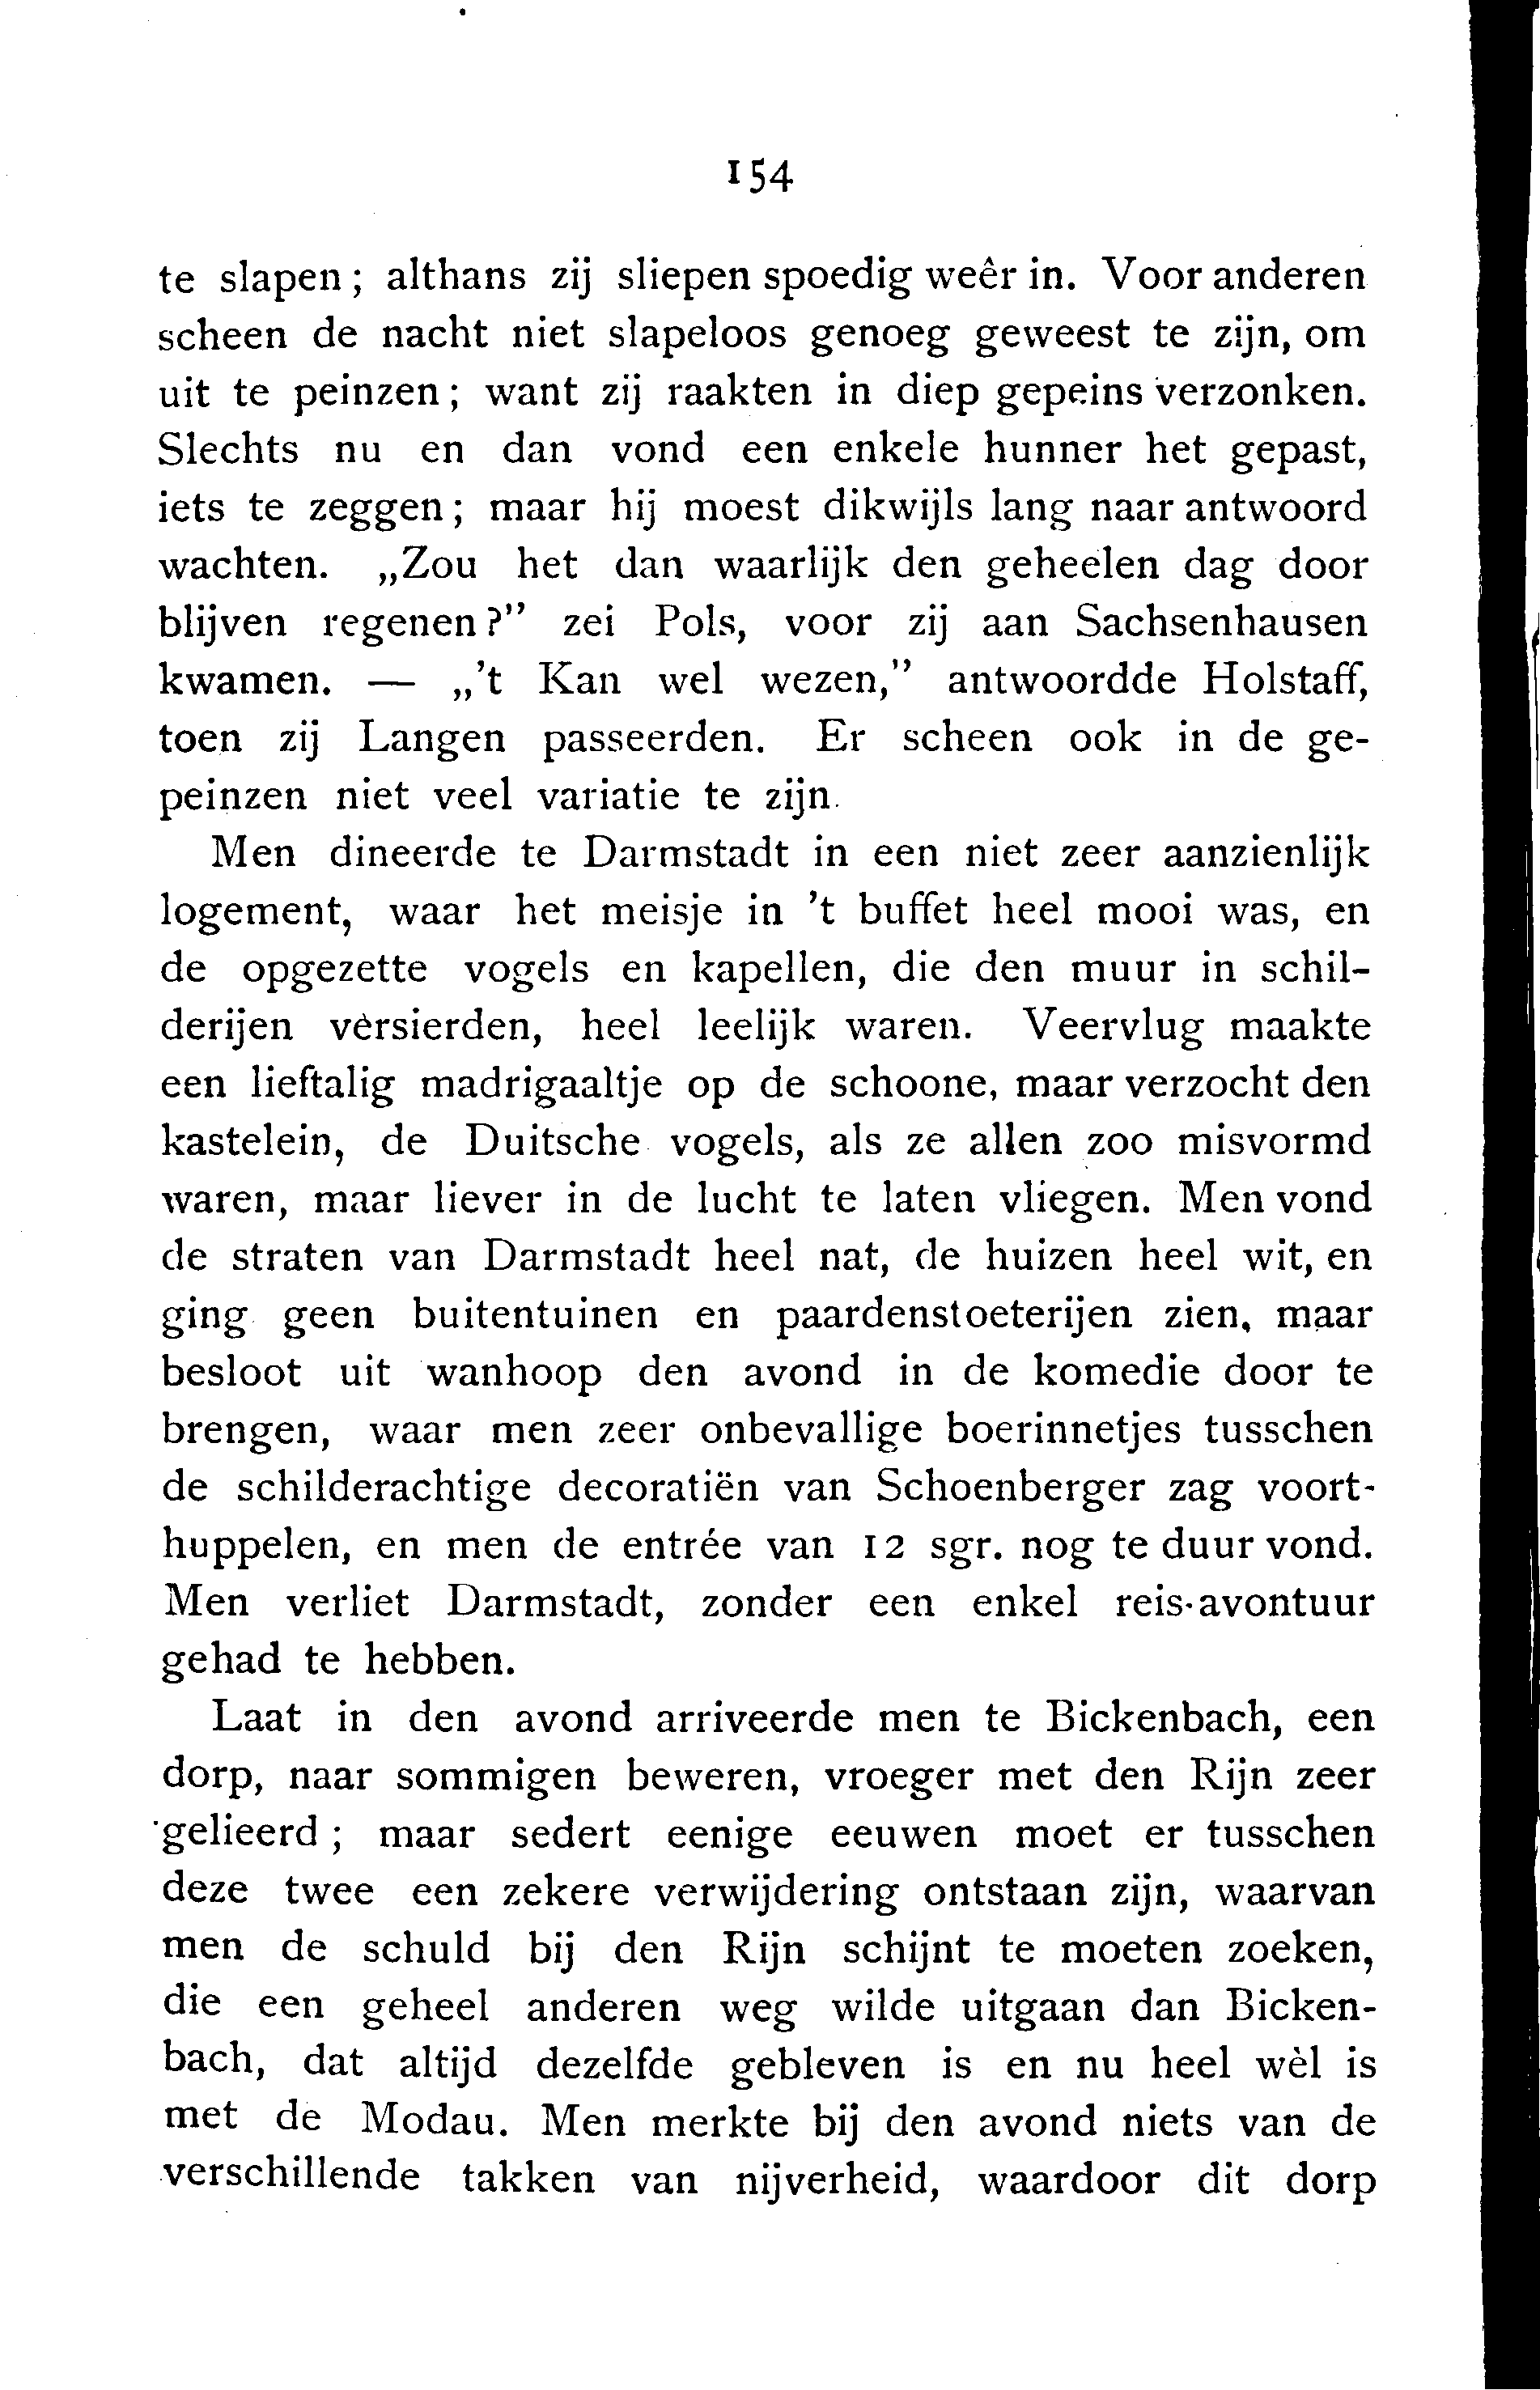 154
te slapen; althans zij sliepen spoedig weêr in. Voor anderen
scheen de nacht niet slapeloos genoeg geweest te zijn, om
uit te peinzen; want zij raakten in diep gepeins verzonken.
Slechts nu en dan vond een enkele hunner het gepast,
iets te zeggen; maar hij moest dikwijls lang naar antwoord
wachten. „Zou het dan waarlijk den geheelen dag door
blijven regenen?” zei Pols, voor zij aan Sachsenhausen
kwamen. — „’t Kan wel wezen,” antwoordde Holstaff,
toen zij Langen passeerden. Er scheen ook in de ge-
peinzen niet veel variatie te zijn.
Men dineerde te Darmstadt in een niet zeer aanzienlijk
logement, waar het meisje in ’t buffet heel mooi was, en
de opgezette vogels en kapellen, die den muur in schil-
derijen versierden, heel leelijk waren. Veervlug maakte
een lieftalig madrigaaltje op de schoone, maar verzocht den
kastelein, de Duitsche vogels, als ze allen zoo misvormd
waren, maar liever in de lucht te laten vliegen. Men vond
de straten van Darmstadt heel nat, de huizen heel wit, en
ging geen buitentuinen en paardenstoeterijen zien, maar
besloot uit wanhoop den avond in de komedie door te
brengen, waar men zeer onbevallige boerinnetjes tusschen
de schilderachtige decoratiën van Schoenberger zag voort-
huppelen, en men de entrée van 12 sgr. nog te duur vond.
Men verliet Darmstadt, zonder een enkel reis-avontuur
gehad te hebben.
Laat in den avond arriveerde men te Bickenbach, een
dorp, naar sommigen beweren, vroeger met den Rijn zeer
gelieerd; maar sedert eenige eeuwen moet er tusschen
deze twee een zekere verwijdering ontstaan zijn, waarvan
men de schuld bij den Rijn schijnt te moeten zoeken,
die een geheel anderen weg wilde uitgaan dan Bicken-
bach, dat altijd dezelfde gebleven is en nu heel wèl is
met de Modau. Men merkte bij den avond niets van de
verschillende takken van nijverheid, waardoor dit dorp